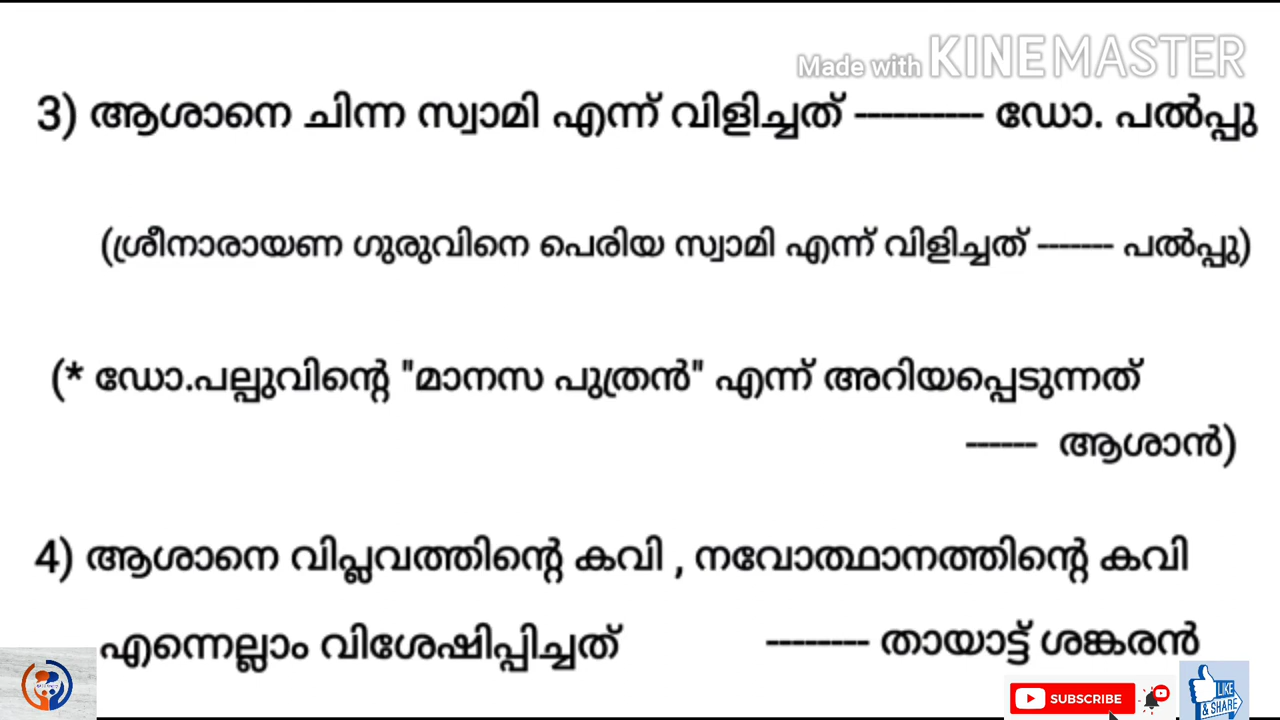 Made with KINEMASTER
3) ആശാനെ ചിന്ന സ്വാമി എന്ന് വിളിച്ചത് ---------- ഡോ. പൽപ്പു
(ശ്രീനാരായണ ഗുരുവിനെ പെരിയ സ്വാമി എന്ന് വിളിച്ചത് ------- പൽപ്പു)
(* ഡോ.പല്പുവിന്റെ "മാനസ പുത്രൻ" എന്ന് അറിയപ്പെടുന്നത്
------ ആശാൻ)
4) ആശാനെ വിപ്ലവത്തിന്റെ കവി , നവോത്ഥാനത്തിന്റെ കവി
എന്നെല്ലാം വിശേഷിപ്പിച്ചത് -------- തായാട്ട് ശങ്കരൻ
SUBSCRIBE
LIKE
& SHARE